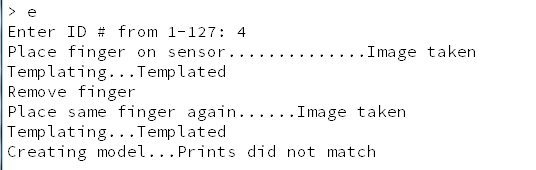 > e
Enter ID # from 1-127: 4
Place finger on sensor..............Image taken
Templating...Templated
Remove finger
Place same finger again......Image taken
Templating...Templated
Creating model...Prints did not match